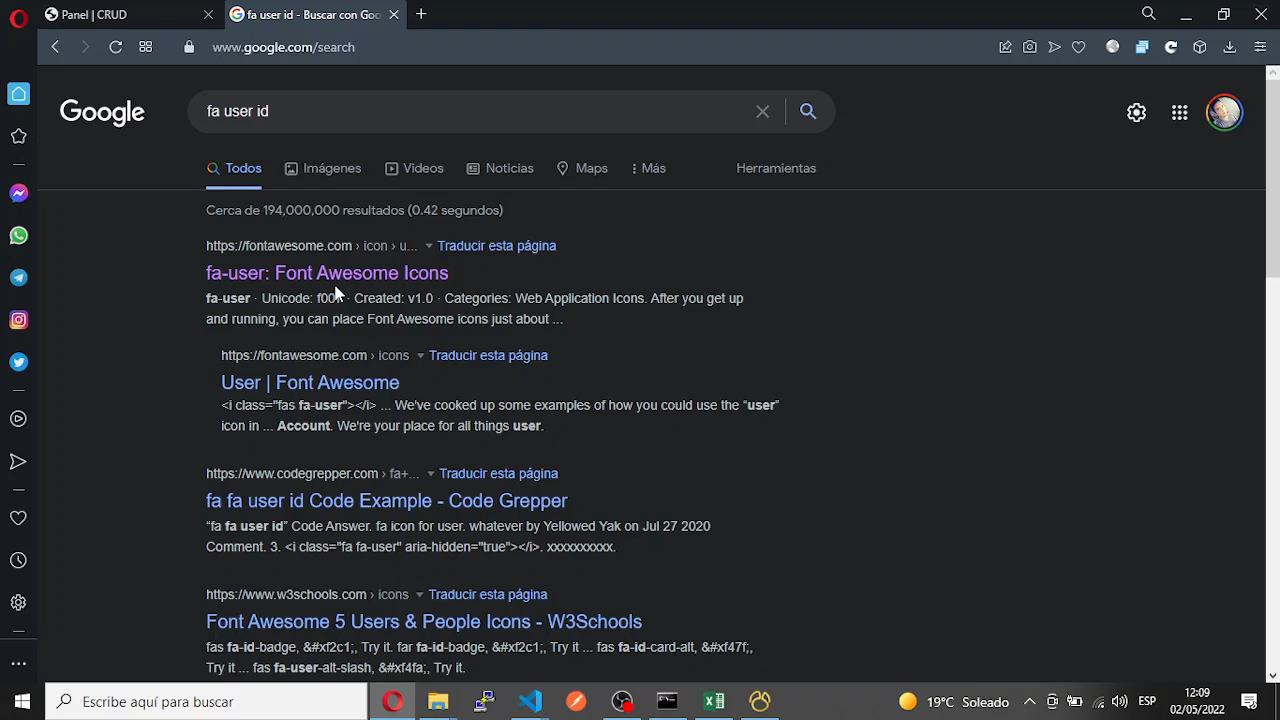 Panel | CRUD
fa user id - Buscar con Goo
www.google.com/search
Google
fa user id
Todos
Imágenes
Videos
Noticias
Maps
Más
Herramientas
Cerca de 194,000,000 resultados (0.42 segundos)
https://fontawesome.com › icon › u... Traducir esta página
fa-user: Font Awesome Icons
fa-user · Unicode: · Created: v1.0 · Categories: Web Application Icons. After you get up
and running, you can place Font Awesome icons just about ...
https://fontawesome.com › icons Traducir esta página
User | Font Awesome
<i class="fas fa-user"></i> ... We've cooked up some examples of how you could use the “user”
icon in ... Account. We're your place for all things user.
https://www.codegrepper.com › fa+... Traducir esta página
fa fa user id Code Example - Code Grepper
“fa fa user id” Code Answer. fa icon for user. whatever by Yellowed Yak on Jul 27 2020
Comment. 3. <i class="fa fa-user" aria-hidden="true"></i>. xxxxxxxxxx.
https://www.w3schools.com › icons Traducir esta página
Font Awesome 5 Users & People Icons - W3Schools
fas fa-id-badge, &#xf2c1;, Try it. far fa-id-badge, &#xf2c1;, Try it ... fas fa-id-card-alt, &#xf47f;,
Try it ... fas fa-user-alt-slash, &#xf4fa;, Try it.
Escribe aquí para buscar
19°C Soleado
ESP
12:09
02/05/2022